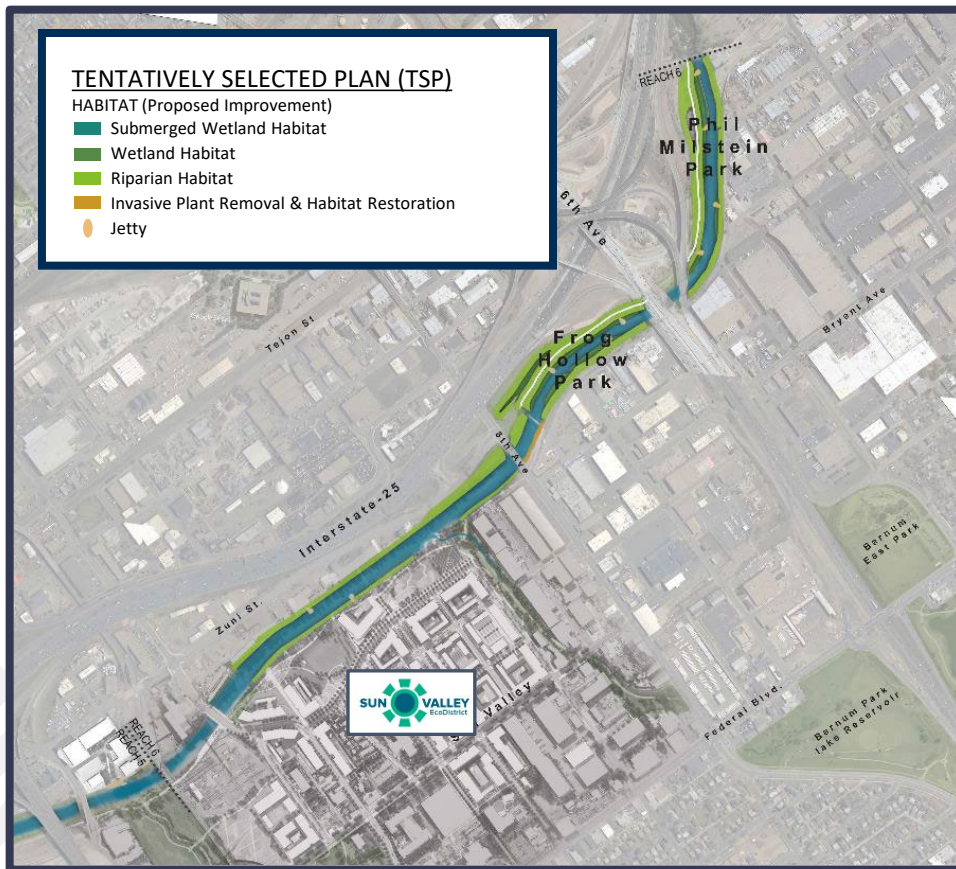 TENTATIVELY SELECTED PLAN (TSP)
HABITAT (Proposed Improvement)
Submerged Wetland Habitat
Wetland Habitat
Riparian Habitat
Invasive Plant Removal & Habitat Restoration
Jetty
REACH 6
Phil
Milstein
Park
6th Ave
Bryant Ave
Tejon St
Frog
Hollow
Park
8th Ave
Interstate-25
Bernum
East Park
Zuni St.
SUN VALLEY
EcoDistrict
Valley
Federal Blvd.
Bernum Park
lake Reservoir
REACH 6
REACH 5